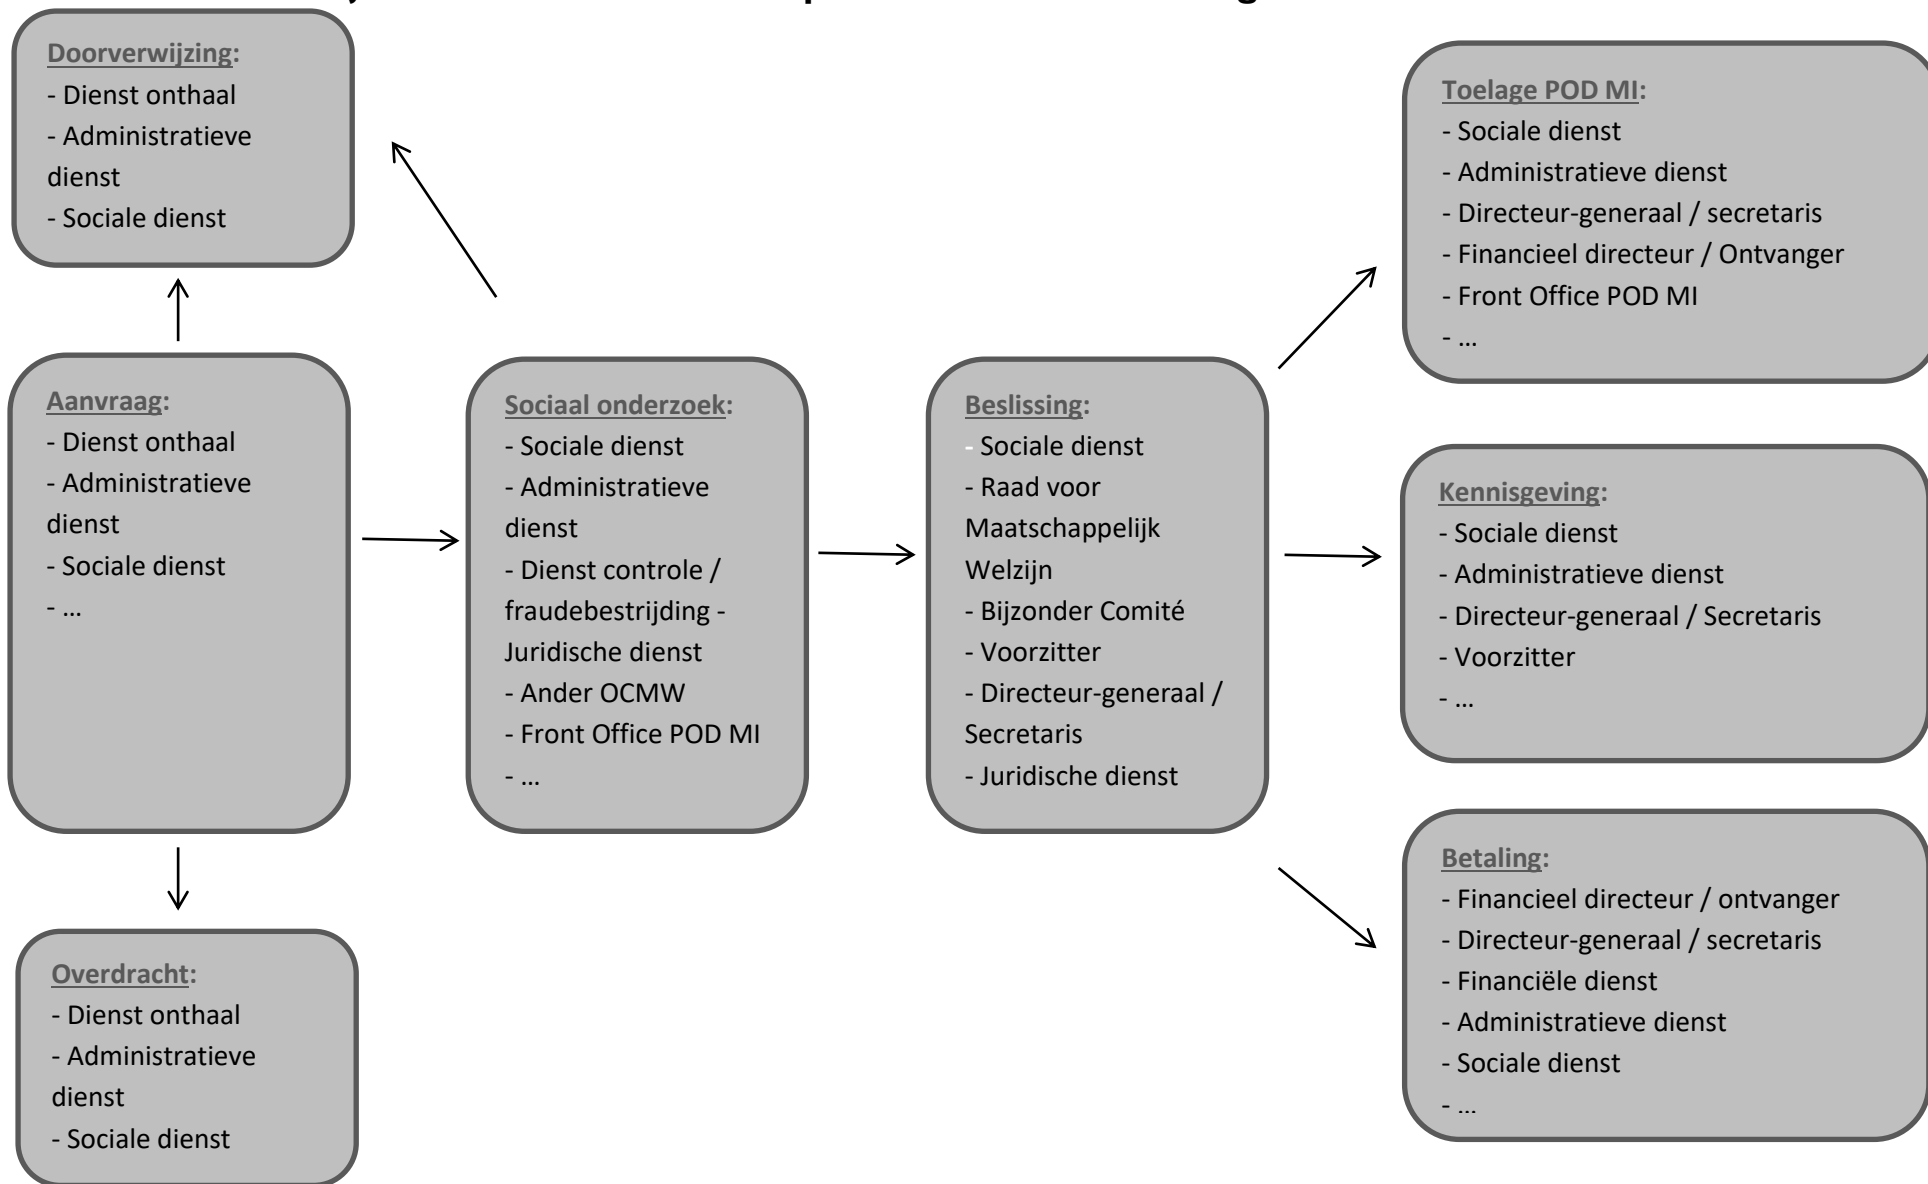 Doorverwijzing:
- Dienst onthaal
- Administratieve
dienst
- Sociale dienst
Aanvraag:
- Dienst onthaal
- Administratieve
dienst
- Sociale dienst
- ...
Overdracht:
- Dienst onthaal
- Administratieve
dienst
- Sociale dienst
Sociaal onderzoek:
- Sociale dienst
- Administratieve
dienst
- Dienst controle /
fraudebestrijding -
Juridische dienst
- Ander OCMW
- Front Office POD MI
- ...
Beslissing:
- Sociale dienst
- Raad voor
Maatschappelijk
Welzijn
- Bijzonder Comité
- Voorzitter
- Directeur-generaal /
Secretaris
- Juridische dienst
Toelage POD MI:
- Sociale dienst
- Administratieve dienst
- Directeur-generaal / secretaris
- Financieel directeur / Ontvanger
- Front Office POD MI
- ...
Kennisgeving:
- Sociale dienst
- Administratieve dienst
- Directeur-generaal / Secretaris
- Voorzitter
- ...
Betaling:
- Financieel directeur / ontvanger
- Directeur-generaal / secretaris
- Financiële dienst
- Administratieve dienst
- Sociale dienst
- ...